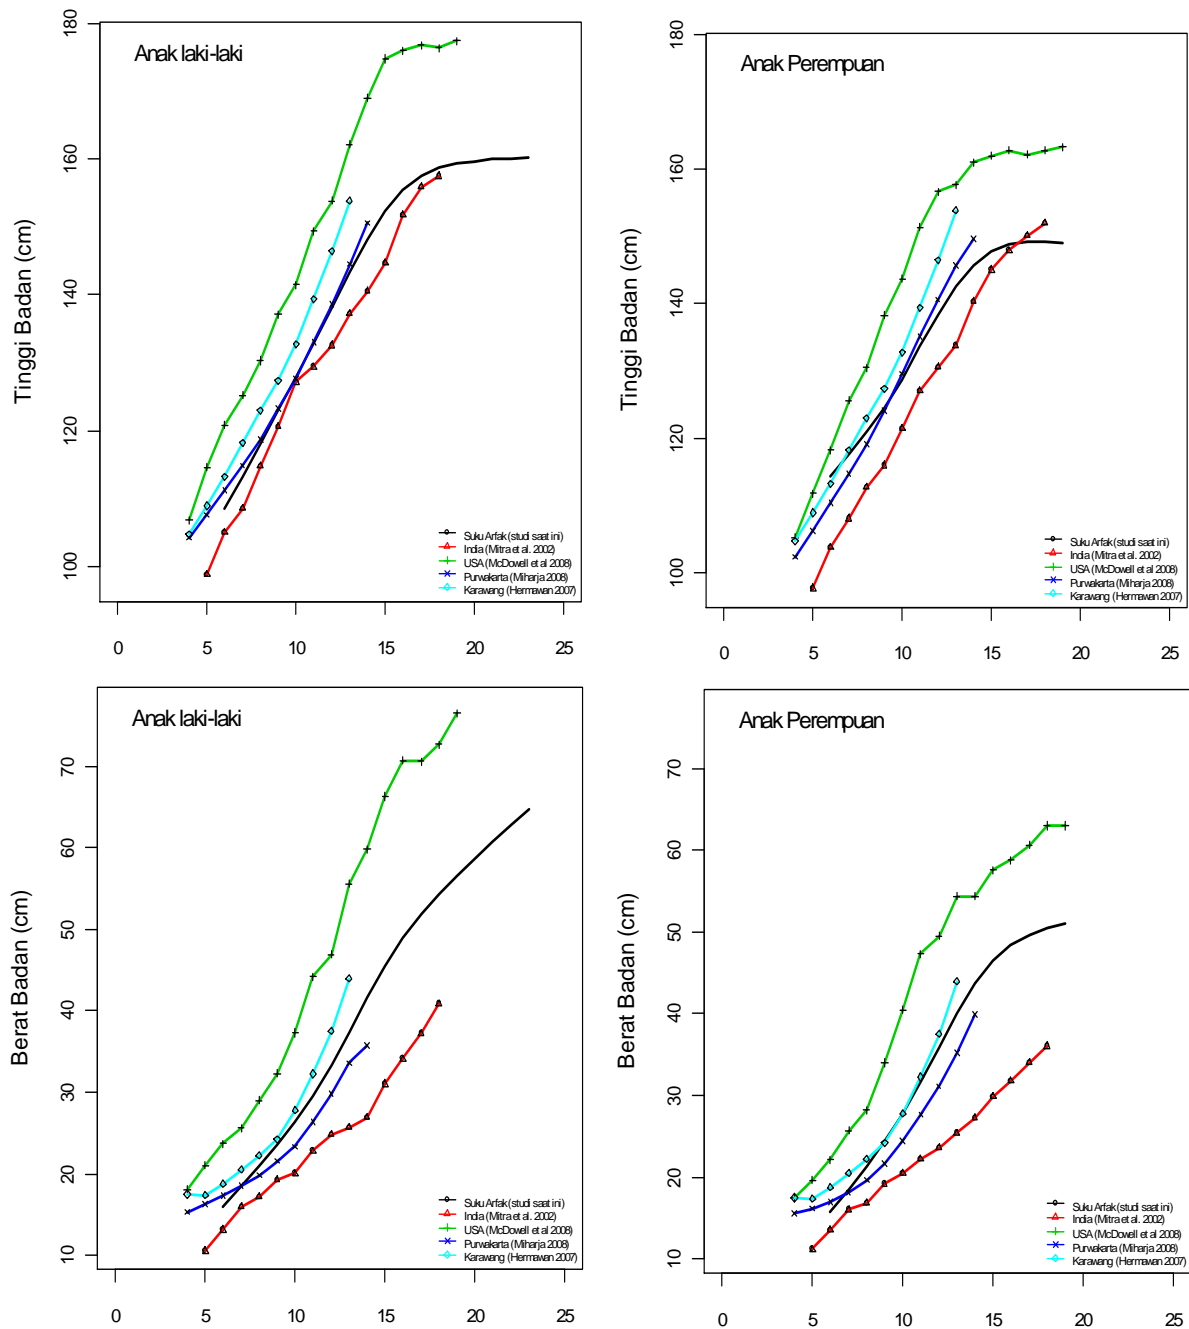 Anak laki-laki
Tinggi Badan (cm)
180
160
140
120
100
Suku Arfak (studi saat ini)
India (Mitra et al. 2002)
USA (McDowell et al 2008)
Purwakarta (Miharja 2008)
Karawang (Hermawan 2007)
0 5 10 15 20 25
Anak Perempuan
Tinggi Badan (cm)
180
160
140
120
100
Suku Arfak (studi saat ini)
India (Mitra et al. 2002)
USA (McDowell et al 2008)
Purwakarta (Miharja 2008)
Karawang (Hermawan 2007)
0 5 10 15 20 25
Anak laki-laki
Berat Badan (cm)
70
60
50
40
30
20
10
Suku Arfak (studi saat ini)
India (Mitra et al. 2002)
USA (McDowell et al 2008)
Purwakarta (Miharja 2008)
Karawang (Hermawan 2007)
0 5 10 15 20 25
Anak Perempuan
Berat Badan (cm)
70
60
50
40
30
20
10
Suku Arfak (studi saat ini)
India (Mitra et al. 2002)
USA (McDowell et al 2008)
Purwakarta (Miharja 2008)
Karawang (Hermawan 2007)
0 5 10 15 20 25